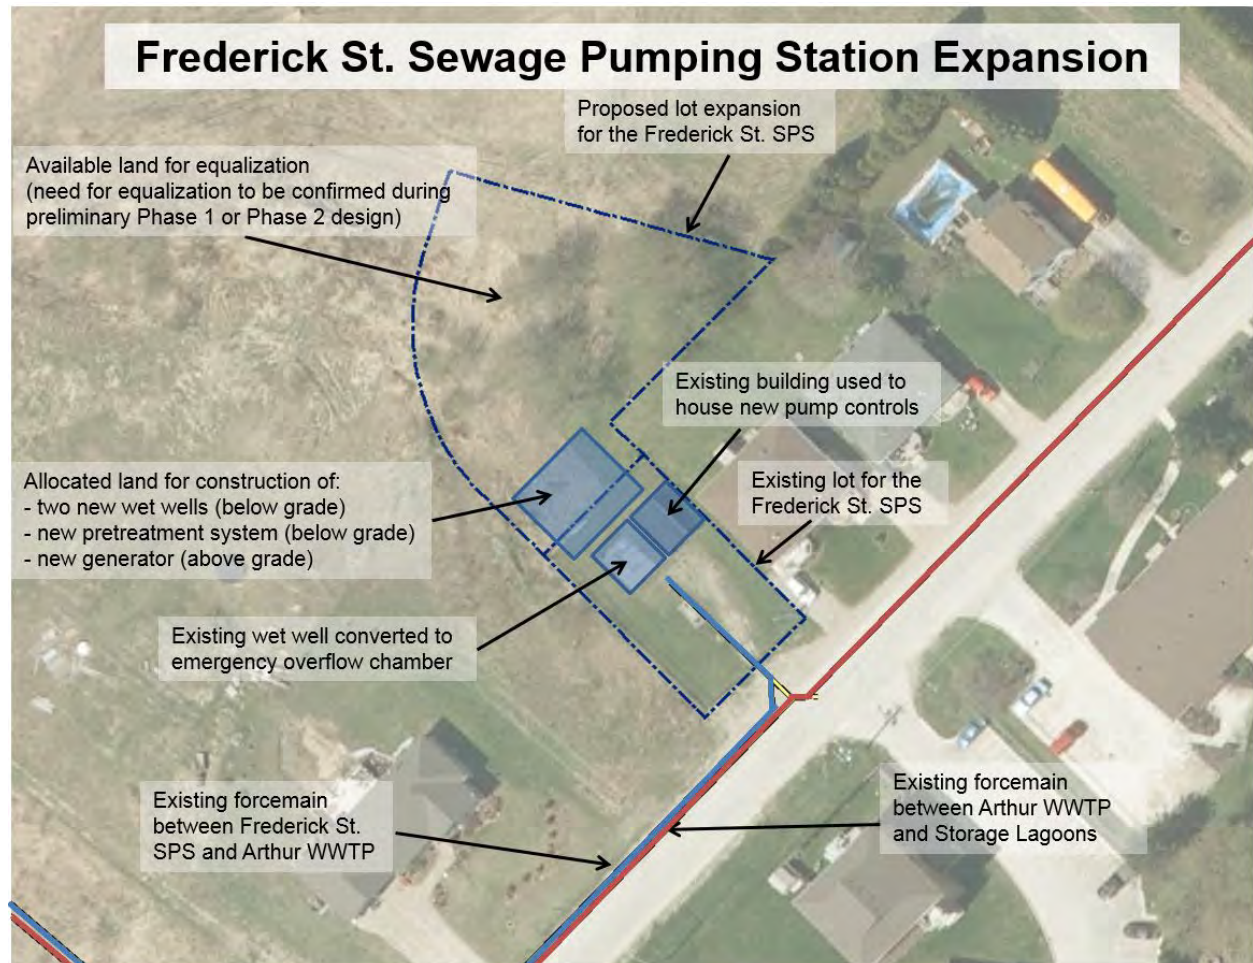 Frederick St. Sewage Pumping Station Expansion
Proposed lot expansion
for the Frederick St. SPS
Available land for equalization
(need for equalization to be confirmed during
preliminary Phase 1 or Phase 2 design)
Existing building used to
house new pump controls
Allocated land for construction of:
- two new wet wells (below grade)
- new pretreatment system (below grade)
- new generator (above grade)
Existing lot for the
Frederick St. SPS
Existing wet well converted to
emergency overflow chamber
Existing forcemain
between Frederick St.
SPS and Arthur WWTP
Existing forcemain
between Arthur WWTP
and Storage Lagoons